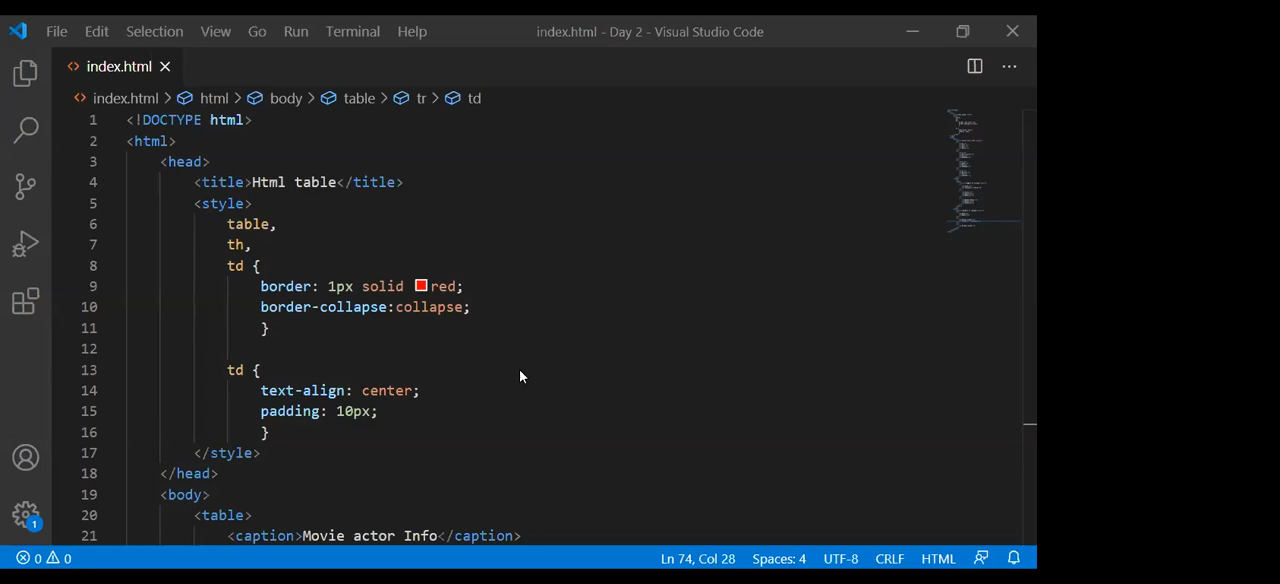 File Edit Selection View Go Run Terminal Help index.html - Day 2 - Visual Studio Code
index.html
index.html > html > body > table > tr > td
1 <!DOCTYPE html>
2 <html>
3 <head>
4 <title>Html table</title>
5 <style>
6 table,
7 th,
8 td {
9 border: 1px solid red;
10 border-collapse:collapse;
11 }
12
13 td {
14 text-align: center;
15 padding: 10px;
16 }
17 </style>
18 </head>
19 <body>
20 <table>
21 <caption>Movie actor Info</caption>
1
0 0 Ln 74, Col 28 Spaces: 4 UTF-8 CRLF HTML